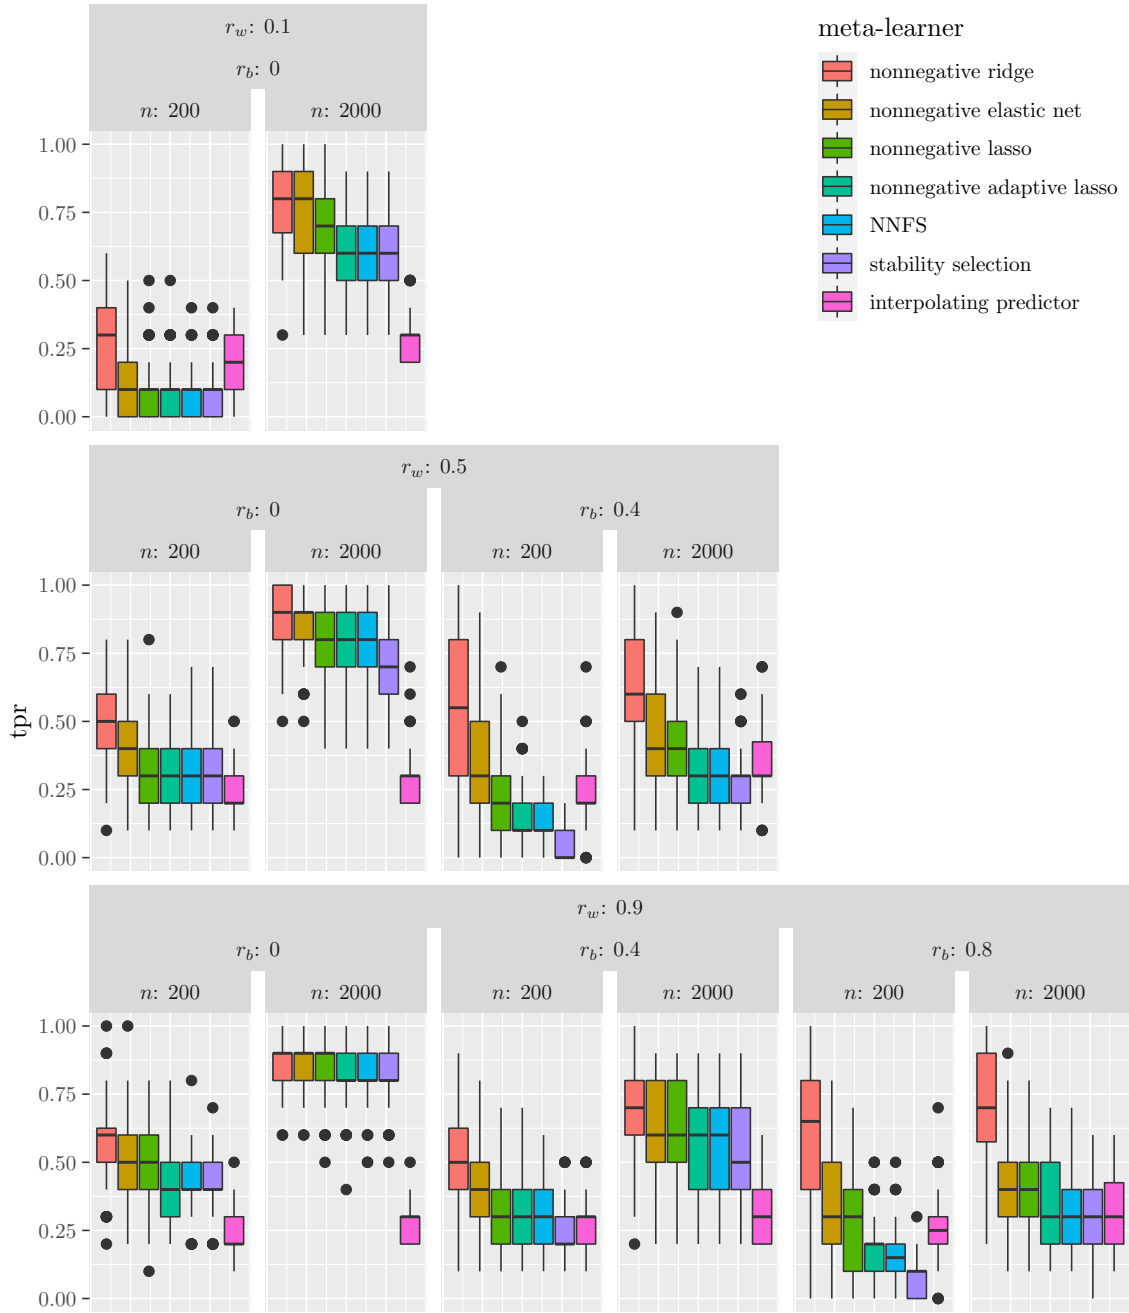 r_w: 0.1
r_b: 0
n: 200 n: 2000
1.00
0.75
0.50
0.25
0.00
meta-learner
nonnegative ridge
nonnegative elastic net
nonnegative lasso
nonnegative adaptive lasso
NNFS
stability selection
interpolating predictor
r_w: 0.5
r_b: 0 r_b: 0.4
n: 200 n: 2000 n: 200 n: 2000
1.00
0.75
0.50
0.25
0.00
tpr
r_w: 0.9
r_b: 0 r_b: 0.4 r_b: 0.8
n: 200 n: 2000 n: 200 n: 2000 n: 200 n: 2000
1.00
0.75
0.50
0.25
0.00